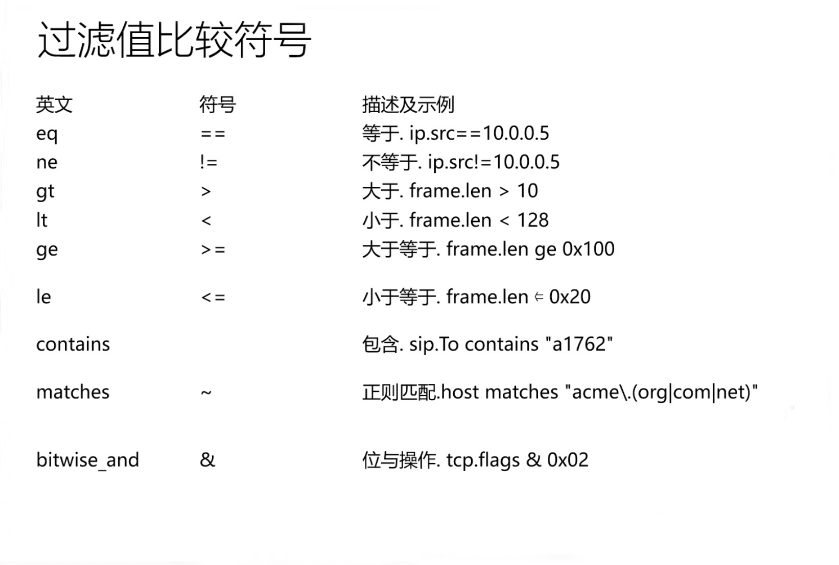 过滤值比较符号
英文 符号 描述及示例
eq == 等于. ip.src==10.0.0.5
ne != 不等于. ip.src!=10.0.0.5
gt > 大于. frame.len > 10
lt < 小于. frame.len < 128
ge >= 大于等于. frame.len ge 0x100
le <= 小于等于. frame.len ⋲ 0x20
contains 包含. sip.To contains "a1762"
matches ~ 正则匹配.host matches "acme\.(org|com|net)"
bitwise_and & 位与操作. tcp.flags & 0x02